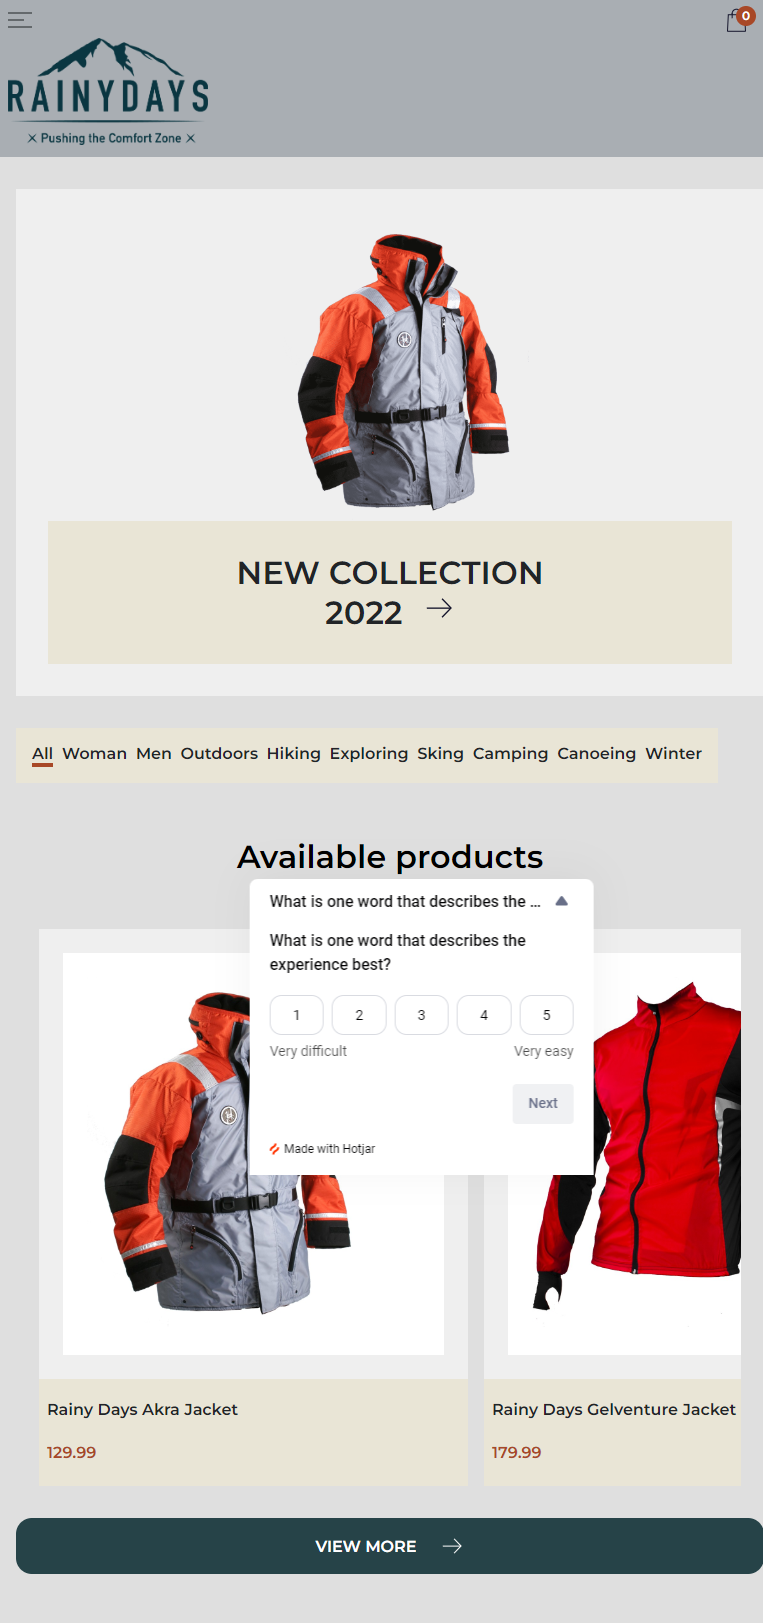 0
RAINYDAYS
Pushing the Comfort Zone
NEW COLLECTION
2022
All Woman Men Outdoors Hiking Exploring Sking Camping Canoeing Winter
Available products
What is one word that describes the ...
What is one word that describes the
experience best?
1 2 3 4 5
Very difficult Very easy
Next
Made with Hotjar
Rainy Days Akra Jacket
129.99
Rainy Days Gelventure Jacket
179.99
VIEW MORE